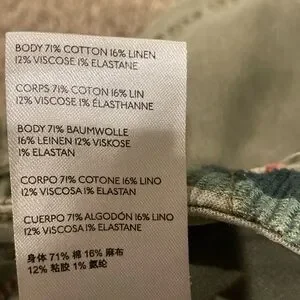 BODY 71% COTTON 16% LINEN
12% VISCOSE 1% ELASTANE
CORPS 71% COTON 16% LIN
12% VISCOSE 1% ÉLASTHANNE
BODY 71% BAUMWOLLE
16% LEINEN 12% VISKOSE
1% ELASTAN
CORPO 71% COTONE 16% LINO
12% VISCOSA 1% ELASTAN
CUERPO 71% ALGODÓN 16% LINO
12% VISCOSA 1% ELASTANO
身体 71% 棉 16% 麻布
12% 粘胶 1% 氨纶